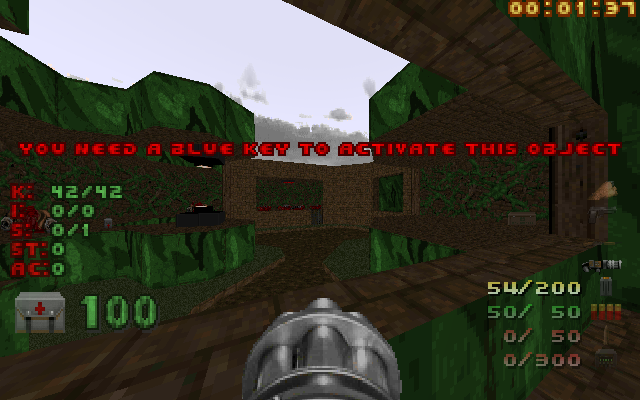 00:01:37
YOU NEED A BLUE KEY TO ACTIVATE THIS OBJECT
K: 42/42
I: 0/0
S: 0/1
ST: 0
AC: 0
100
54/200
50/ 50
0/ 50
0/300